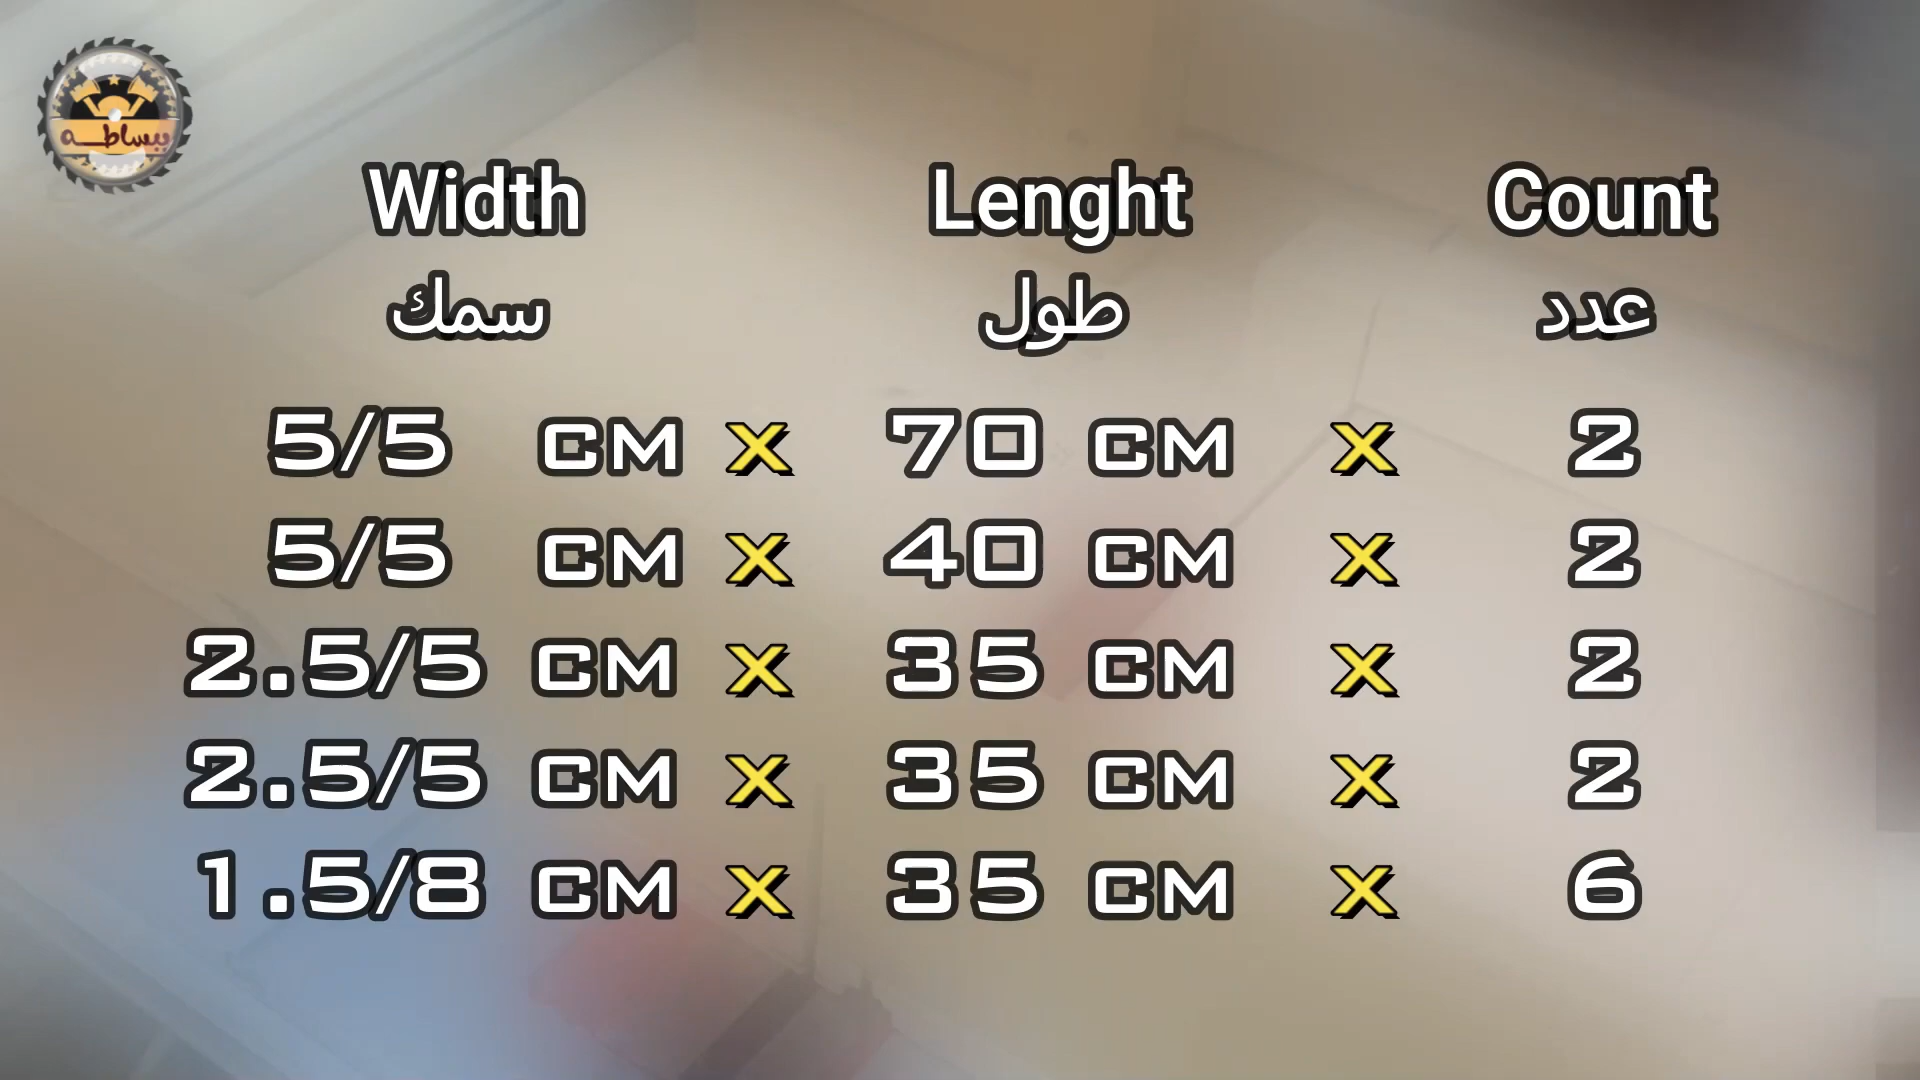 ببساطه
Width Lenght Count
سمك طول عدد
5/5 CM X 70 CM X 2
5/5 CM X 40 CM X 2
2.5/5 CM X 35 CM X 2
2.5/5 CM X 35 CM X 2
1.5/8 CM X 35 CM X 6